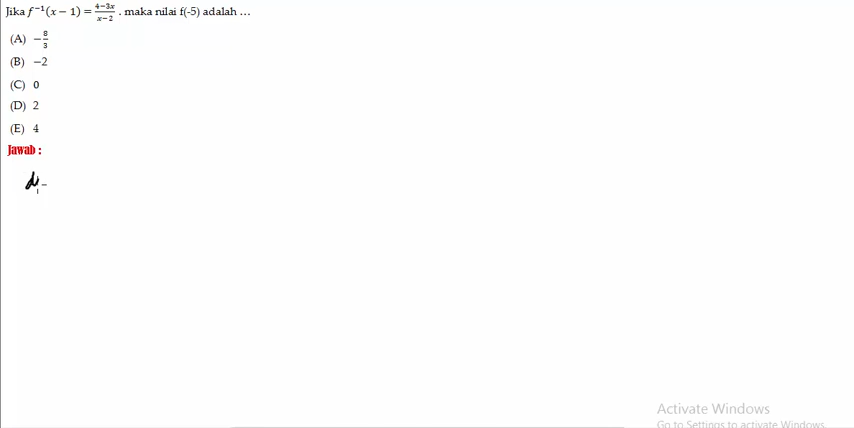 Jika f⁻¹(x − 1) = (4−3x)/(x−2) . maka nilai f(-5) adalah …
(A) −8/3
(B) −2
(C) 0
(D) 2
(E) 4
Jawab :
Activate Windows
Go to Settings to activate Windows.